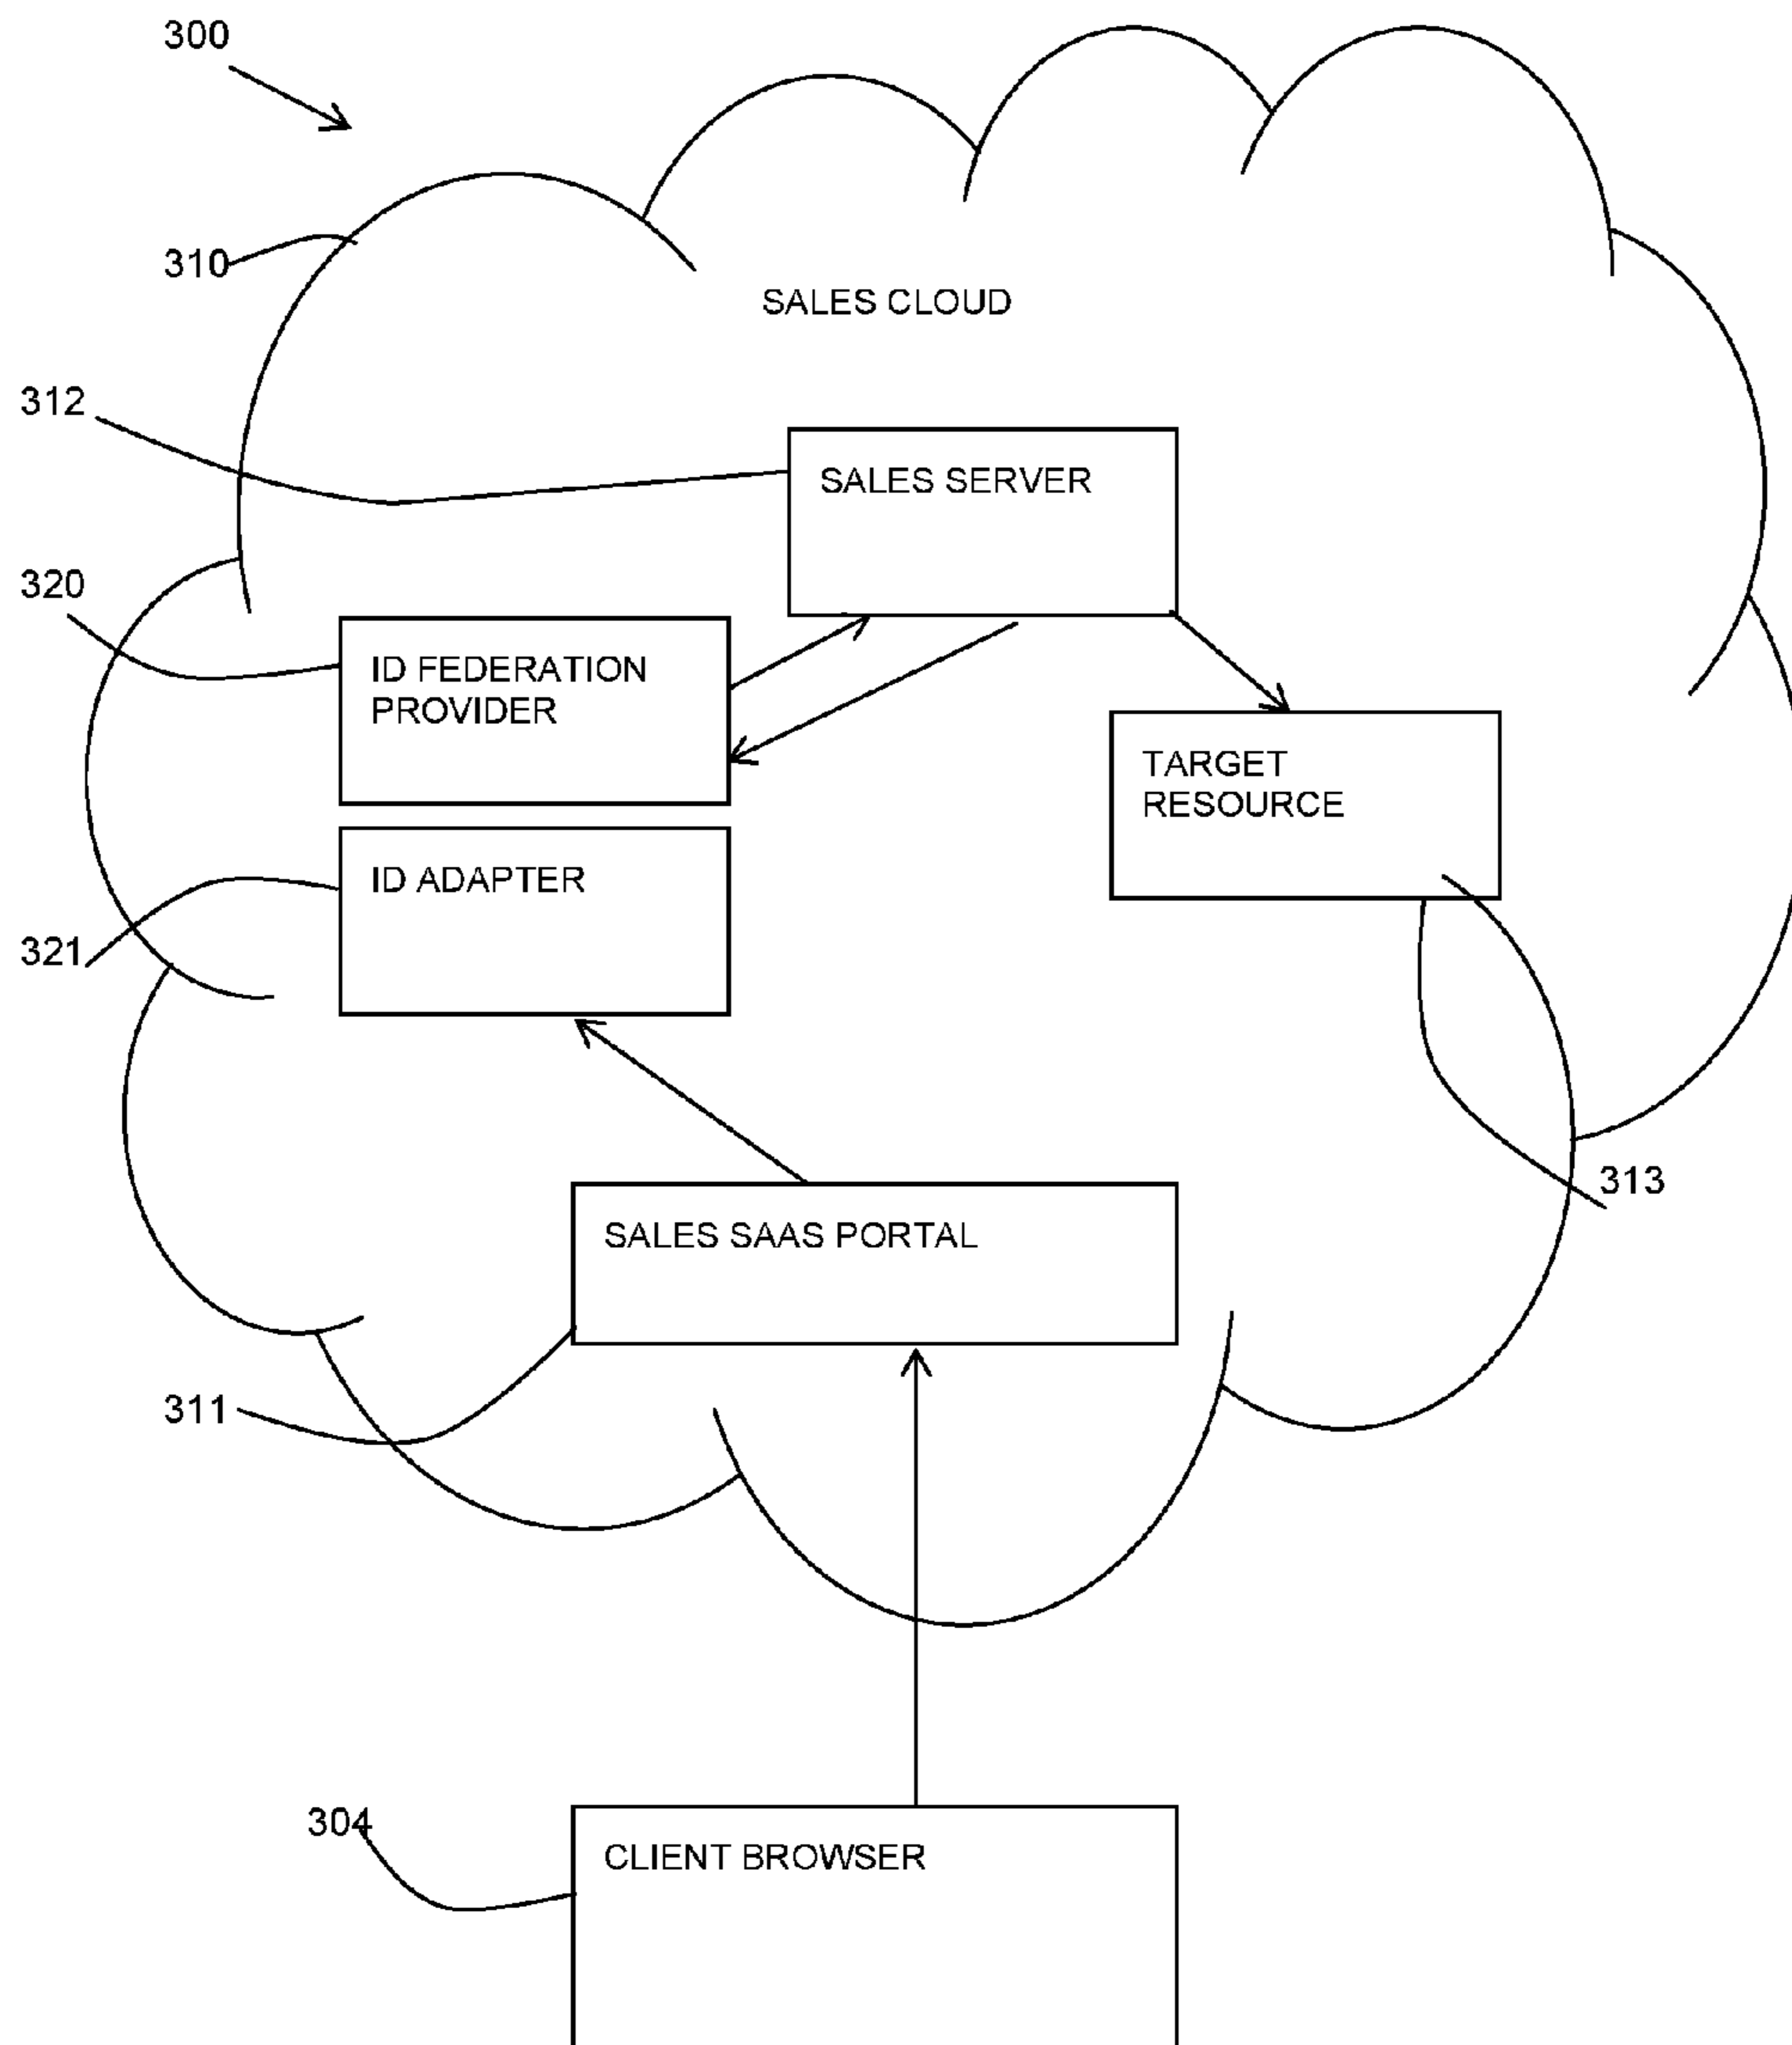 300
310
SALES CLOUD
312
SALES SERVER
320
ID FEDERATION
PROVIDER
TARGET
RESOURCE
ID ADAPTER
321
313
SALES SAAS PORTAL
311
304
CLIENT BROWSER